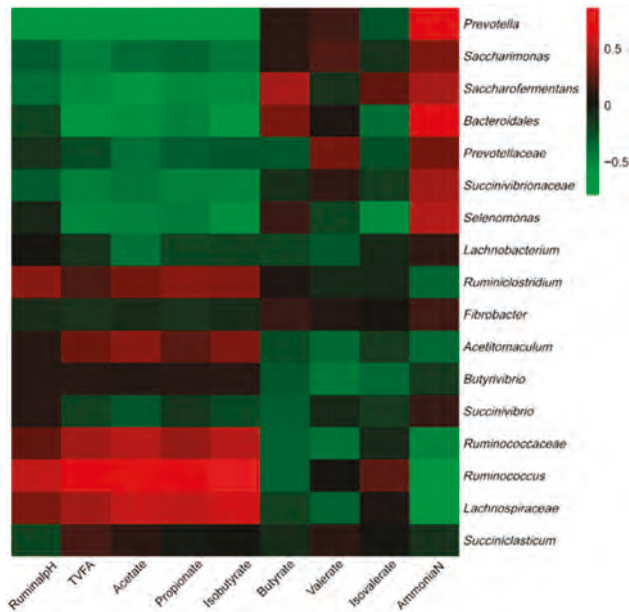 Prevotella
0.5
Saccharimonas
Saccharofermentans
0
Bacteroidales
Prevotellaceae
−0.5
Succinivibrionaceae
Selenomonas
Lachnobacterium
Ruminiclostridium
Fibrobacter
Acetitomaculum
Butyrivibrio
Succinivibrio
Ruminococcaceae
Ruminococcus
Lachnospiraceae
Succiniclasticum
RuminalpH
TVFA
Acetate
Propionate
Isobutyrate
Butyrate
Valerate
Isovalerate
AmmoniaN